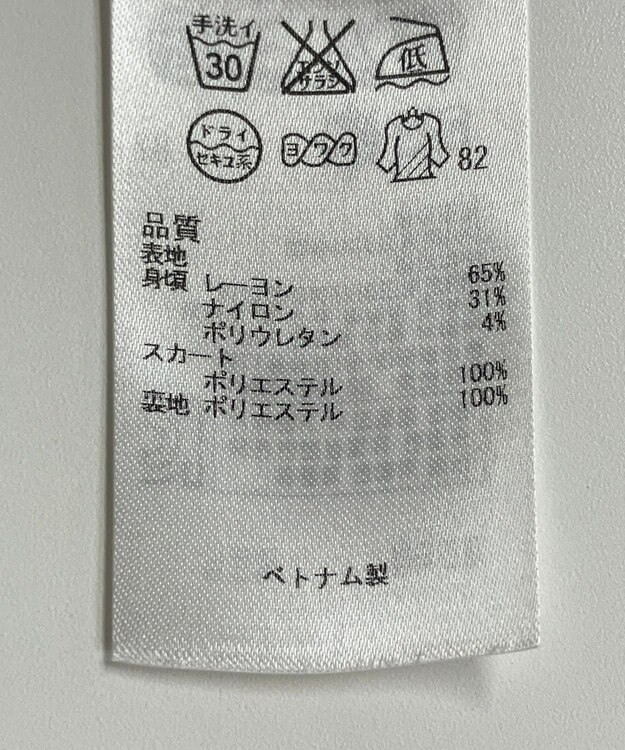 手洗イ 30 エンソ サラシ 低
ドライ セキユ系 ヨワク 82
品質
表地
身頃 レーヨン 65%
ナイロン 31%
ポリウレタン 4%
スカート
ポリエステル 100%
裏地 ポリエステル 100%
ベトナム製